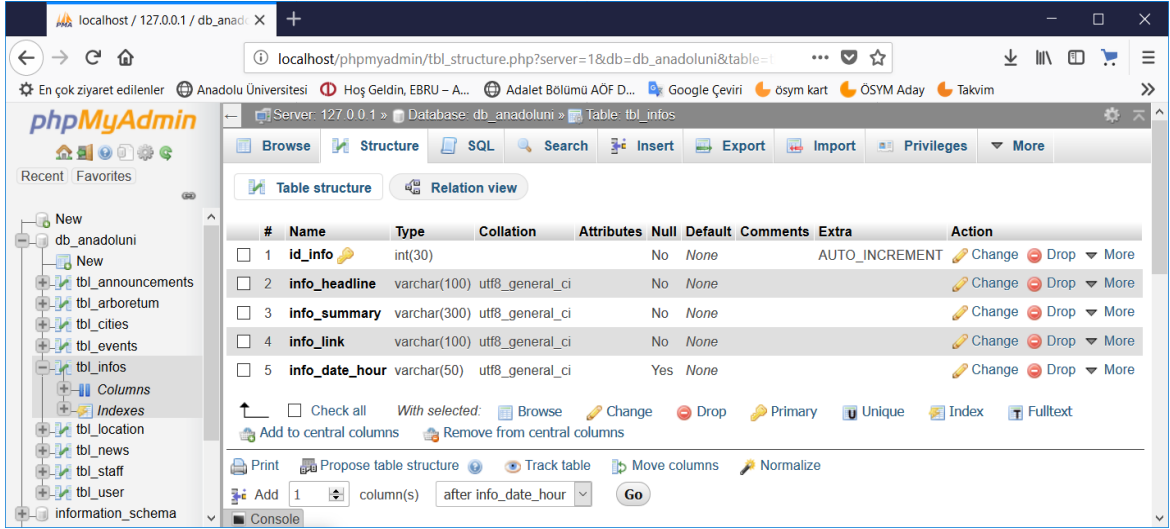 localhost / 127.0.0.1 / db_anado
localhost/phpmyadmin/tbl_structure.php?server=1&db=db_anadoluni&table=t
En çok ziyaret edilenler Anadolu Üniversitesi Hoş Geldin, EBRU – A... Adalet Bölümü AÖF D... Google Çeviri ösym kart ÖSYM Aday Takvim
phpMyAdmin
Recent Favorites
New
db_anadoluni
New
tbl_announcements
tbl_arboretum
tbl_cities
tbl_events
tbl_infos
Columns
Indexes
tbl_location
tbl_news
tbl_staff
tbl_user
information_schema
Server: 127.0.0.1 » Database: db_anadoluni » Table: tbl_infos
Browse Structure SQL Search Insert Export Import Privileges More
Table structure Relation view
# Name Type Collation Attributes Null Default Comments Extra Action
1 id_info int(30) No None AUTO_INCREMENT Change Drop More
2 info_headline varchar(100) utf8_general_ci No None Change Drop More
3 info_summary varchar(300) utf8_general_ci No None Change Drop More
4 info_link varchar(100) utf8_general_ci No None Change Drop More
5 info_date_hour varchar(50) utf8_general_ci Yes None Change Drop More
Check all With selected: Browse Change Drop Primary Unique Index Fulltext
Add to central columns Remove from central columns
Print Propose table structure Track table Move columns Normalize
Add 1 column(s) after info_date_hour Go
Console